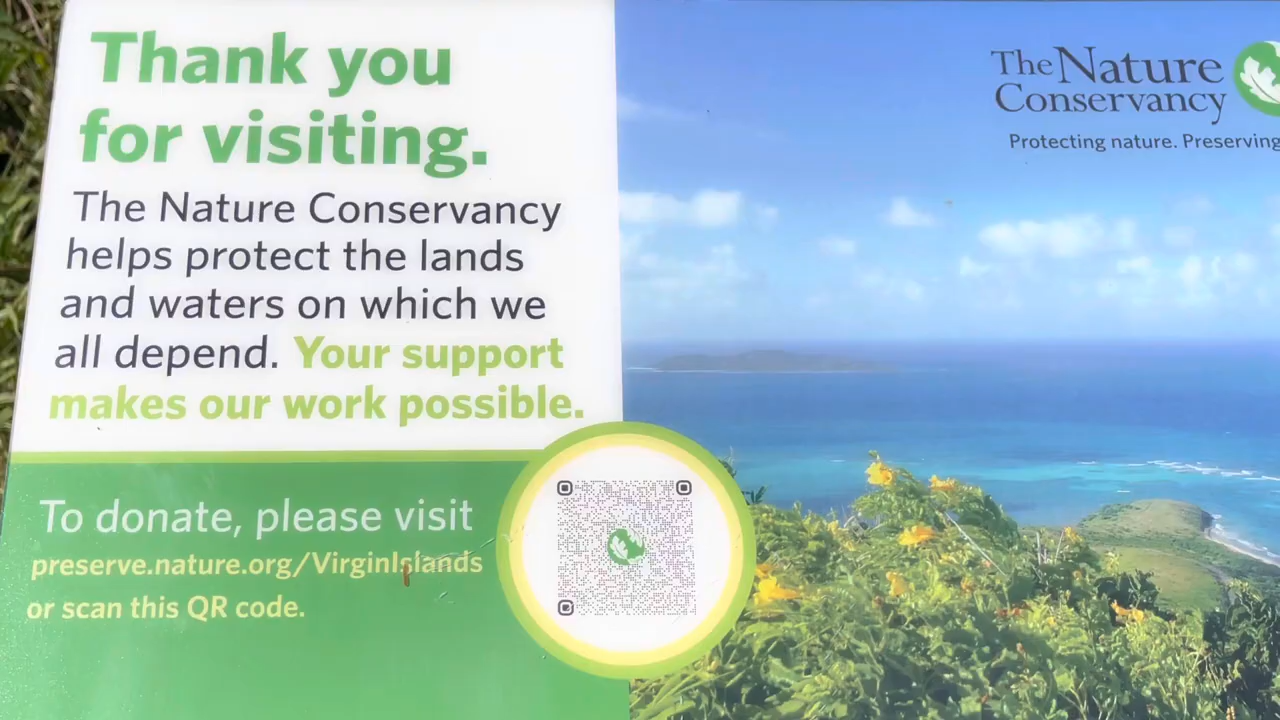 Thank you
for visiting.
The Nature Conservancy
helps protect the lands
and waters on which we
all depend. Your support
makes our work possible.
To donate, please visit
preserve.nature.org/VirginIslands
or scan this QR code.
The Nature
Conservancy
Protecting nature. Preserving